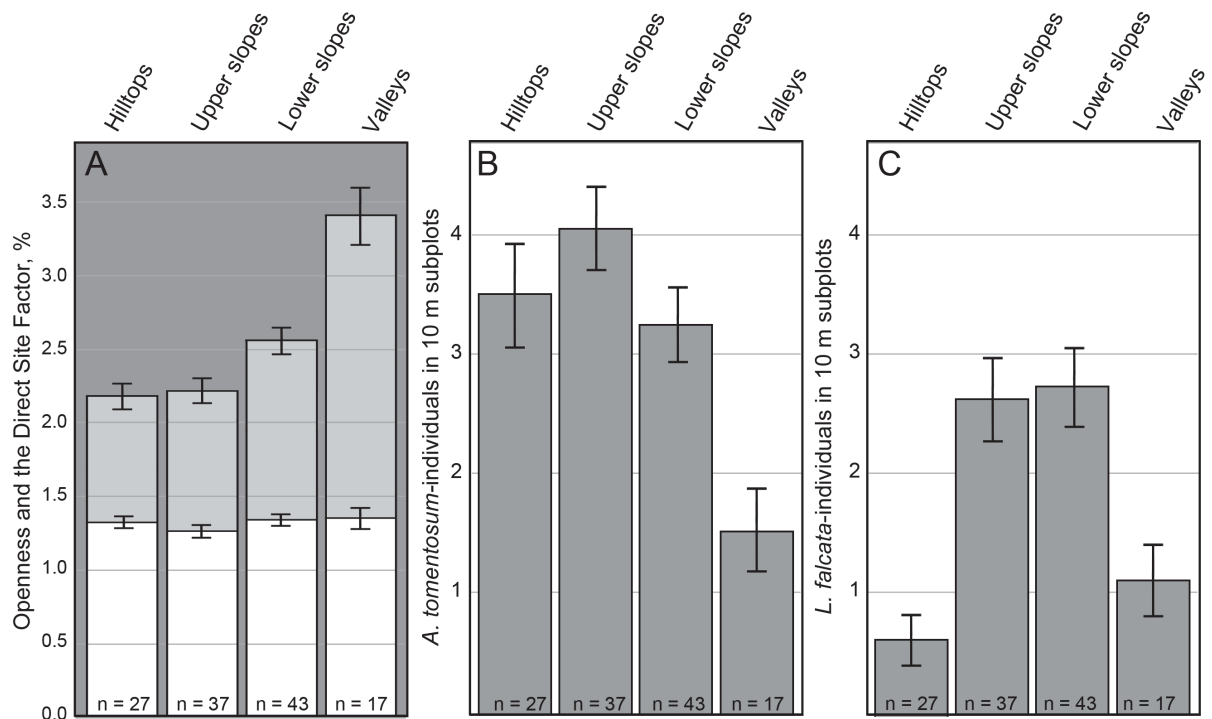 Hilltops
Upper slopes
Lower slopes
Valleys
A
Openness and the Direct Site Factor, %
3.5
3.0
2.5
2.0
1.5
1.0
0.5
0.0
n = 27
n = 37
n = 43
n = 17
Hilltops
Upper slopes
Lower slopes
Valleys
B
A. tomentosum-individuals in 10 m subplots
4
3
2
1
n = 27
n = 37
n = 43
n = 17
Hilltops
Upper slopes
Lower slopes
Valleys
C
L. falcata-individuals in 10 m subplots
4
3
2
1
n = 27
n = 37
n = 43
n = 17